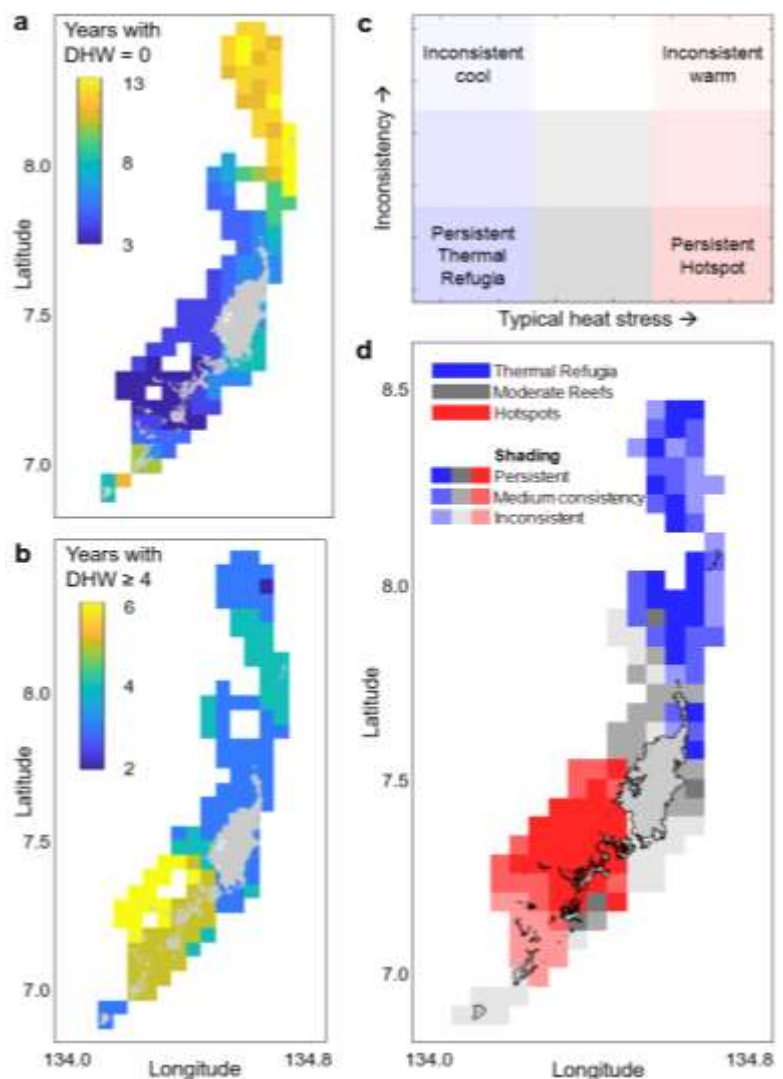 a
Years with
DHW = 0
13
8
3
8.0
7.5
7.0
Latitude
b
Years with
DHW ≥ 4
6
4
2
8.0
7.5
7.0
Latitude
134.0
134.8
Longitude
c
Inconsistent
cool
Inconsistent
warm
Persistent
Thermal
Refugia
Persistent
Hotspot
Inconsistency →
Typical heat stress →
d
Thermal Refugia
Moderate Reefs
Hotspots
Shading
Persistent
Medium consistency
Inconsistent
8.5
8.0
7.5
7.0
Latitude
134.0
134.8
Longitude